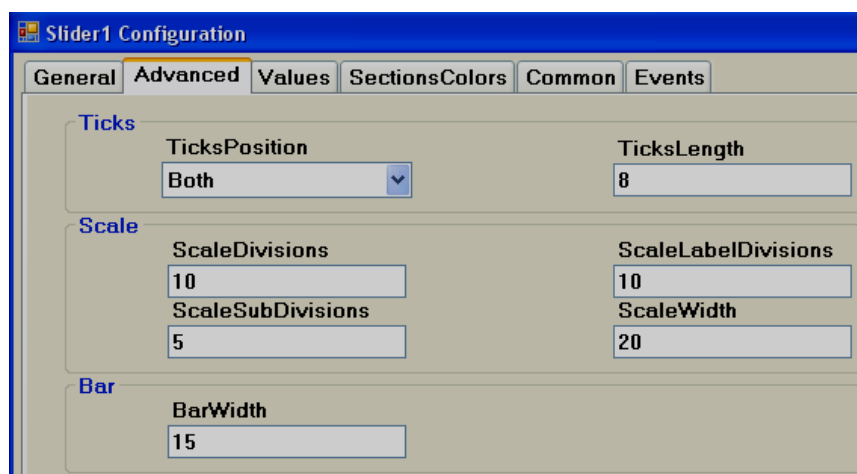 Slider1 Configuration
General Advanced Values SectionsColors Common Events
Ticks
TicksPosition TicksLength
Both 8
Scale
ScaleDivisions ScaleLabelDivisions
10 10
ScaleSubDivisions ScaleWidth
5 20
Bar
BarWidth
15